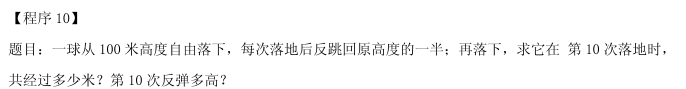 【程序 10】
题目：一球从 100 米高度自由落下，每次落地后反跳回原高度的一半；再落下，求它在 第 10 次落地时，
共经过多少米？第 10 次反弹多高？